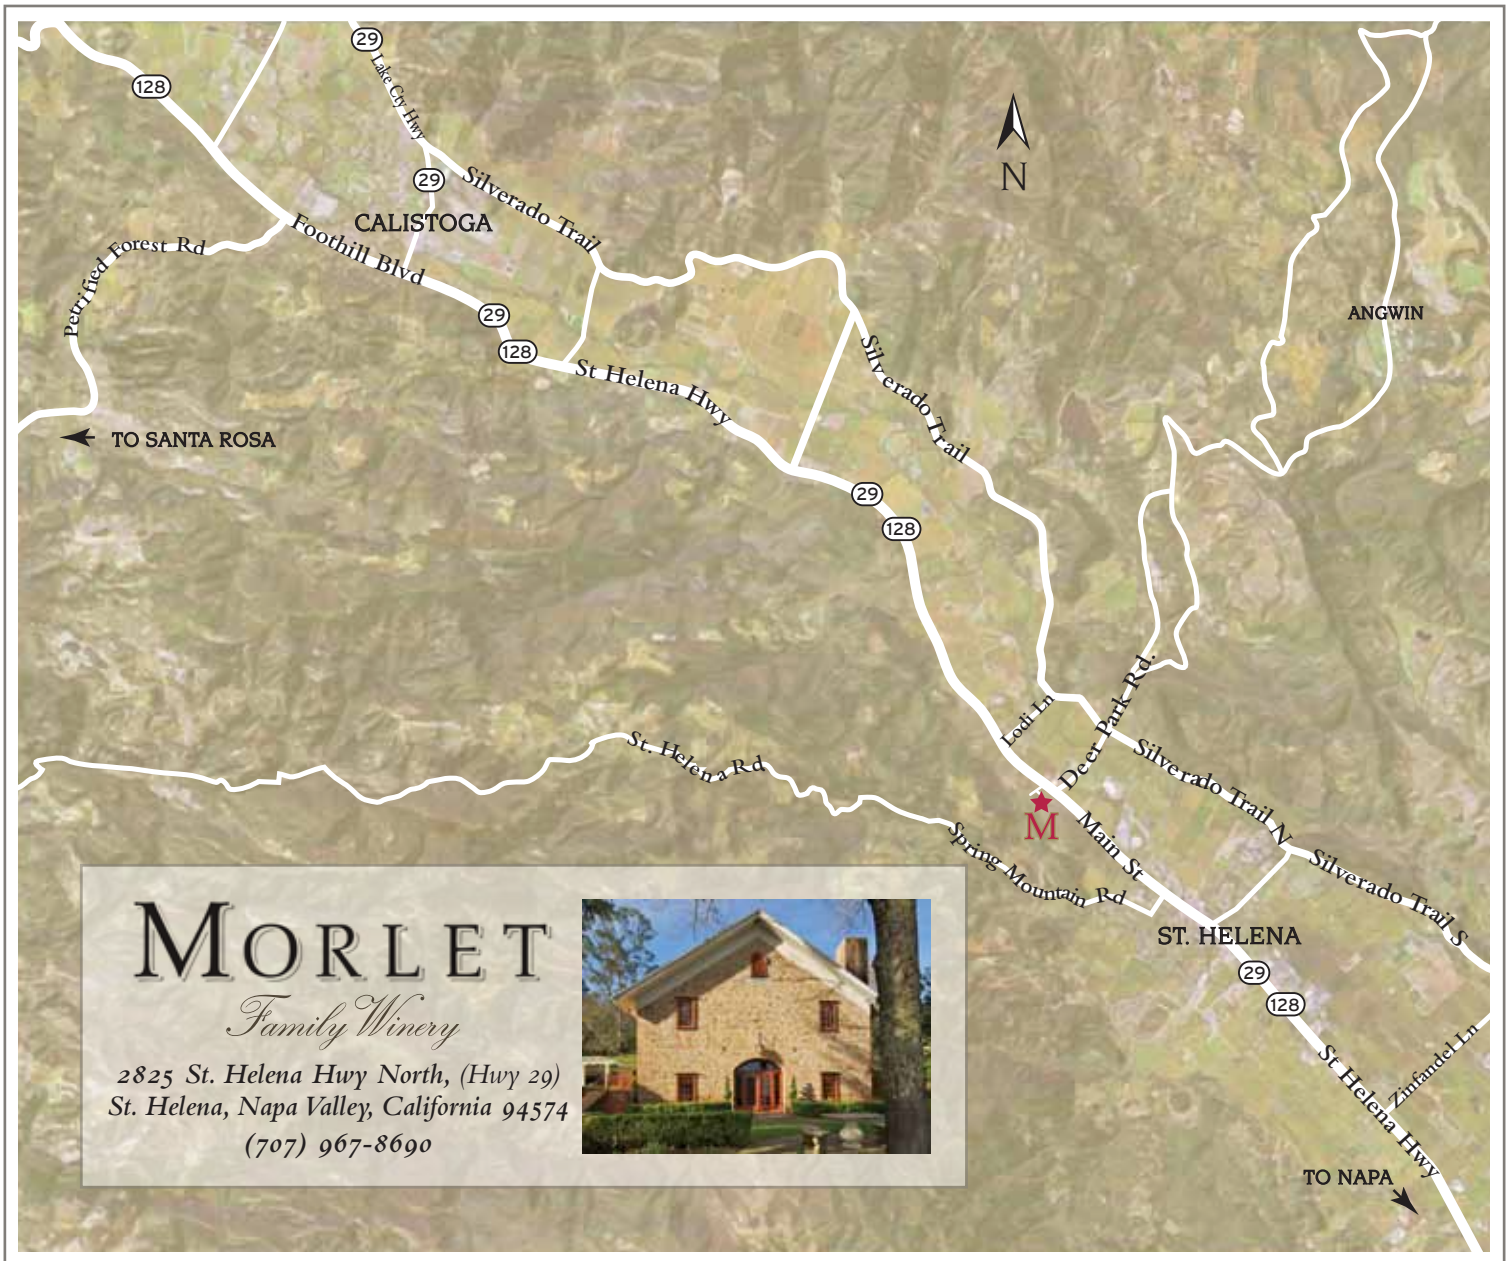 29
Lake Cty Hwy
128
29
Silverado Trail
CALISTOGA
Foothill Blvd
Petrified Forest Rd
N
29
128
St Helena Hwy
ANGWIN
Silverado Trail
TO SANTA ROSA
29
128
Lodi Ln
Deer Park Rd.
St. Helena Rd
Silverado Trail N
M
Main St
Spring Mountain Rd
Silverado Trail S
ST. HELENA
29
128
St Helena Hwy
Zinfandel Ln
TO NAPA
MORLET
Family Winery
2825 St. Helena Hwy North, (Hwy 29)
St. Helena, Napa Valley, California 94574
(707) 967-8690